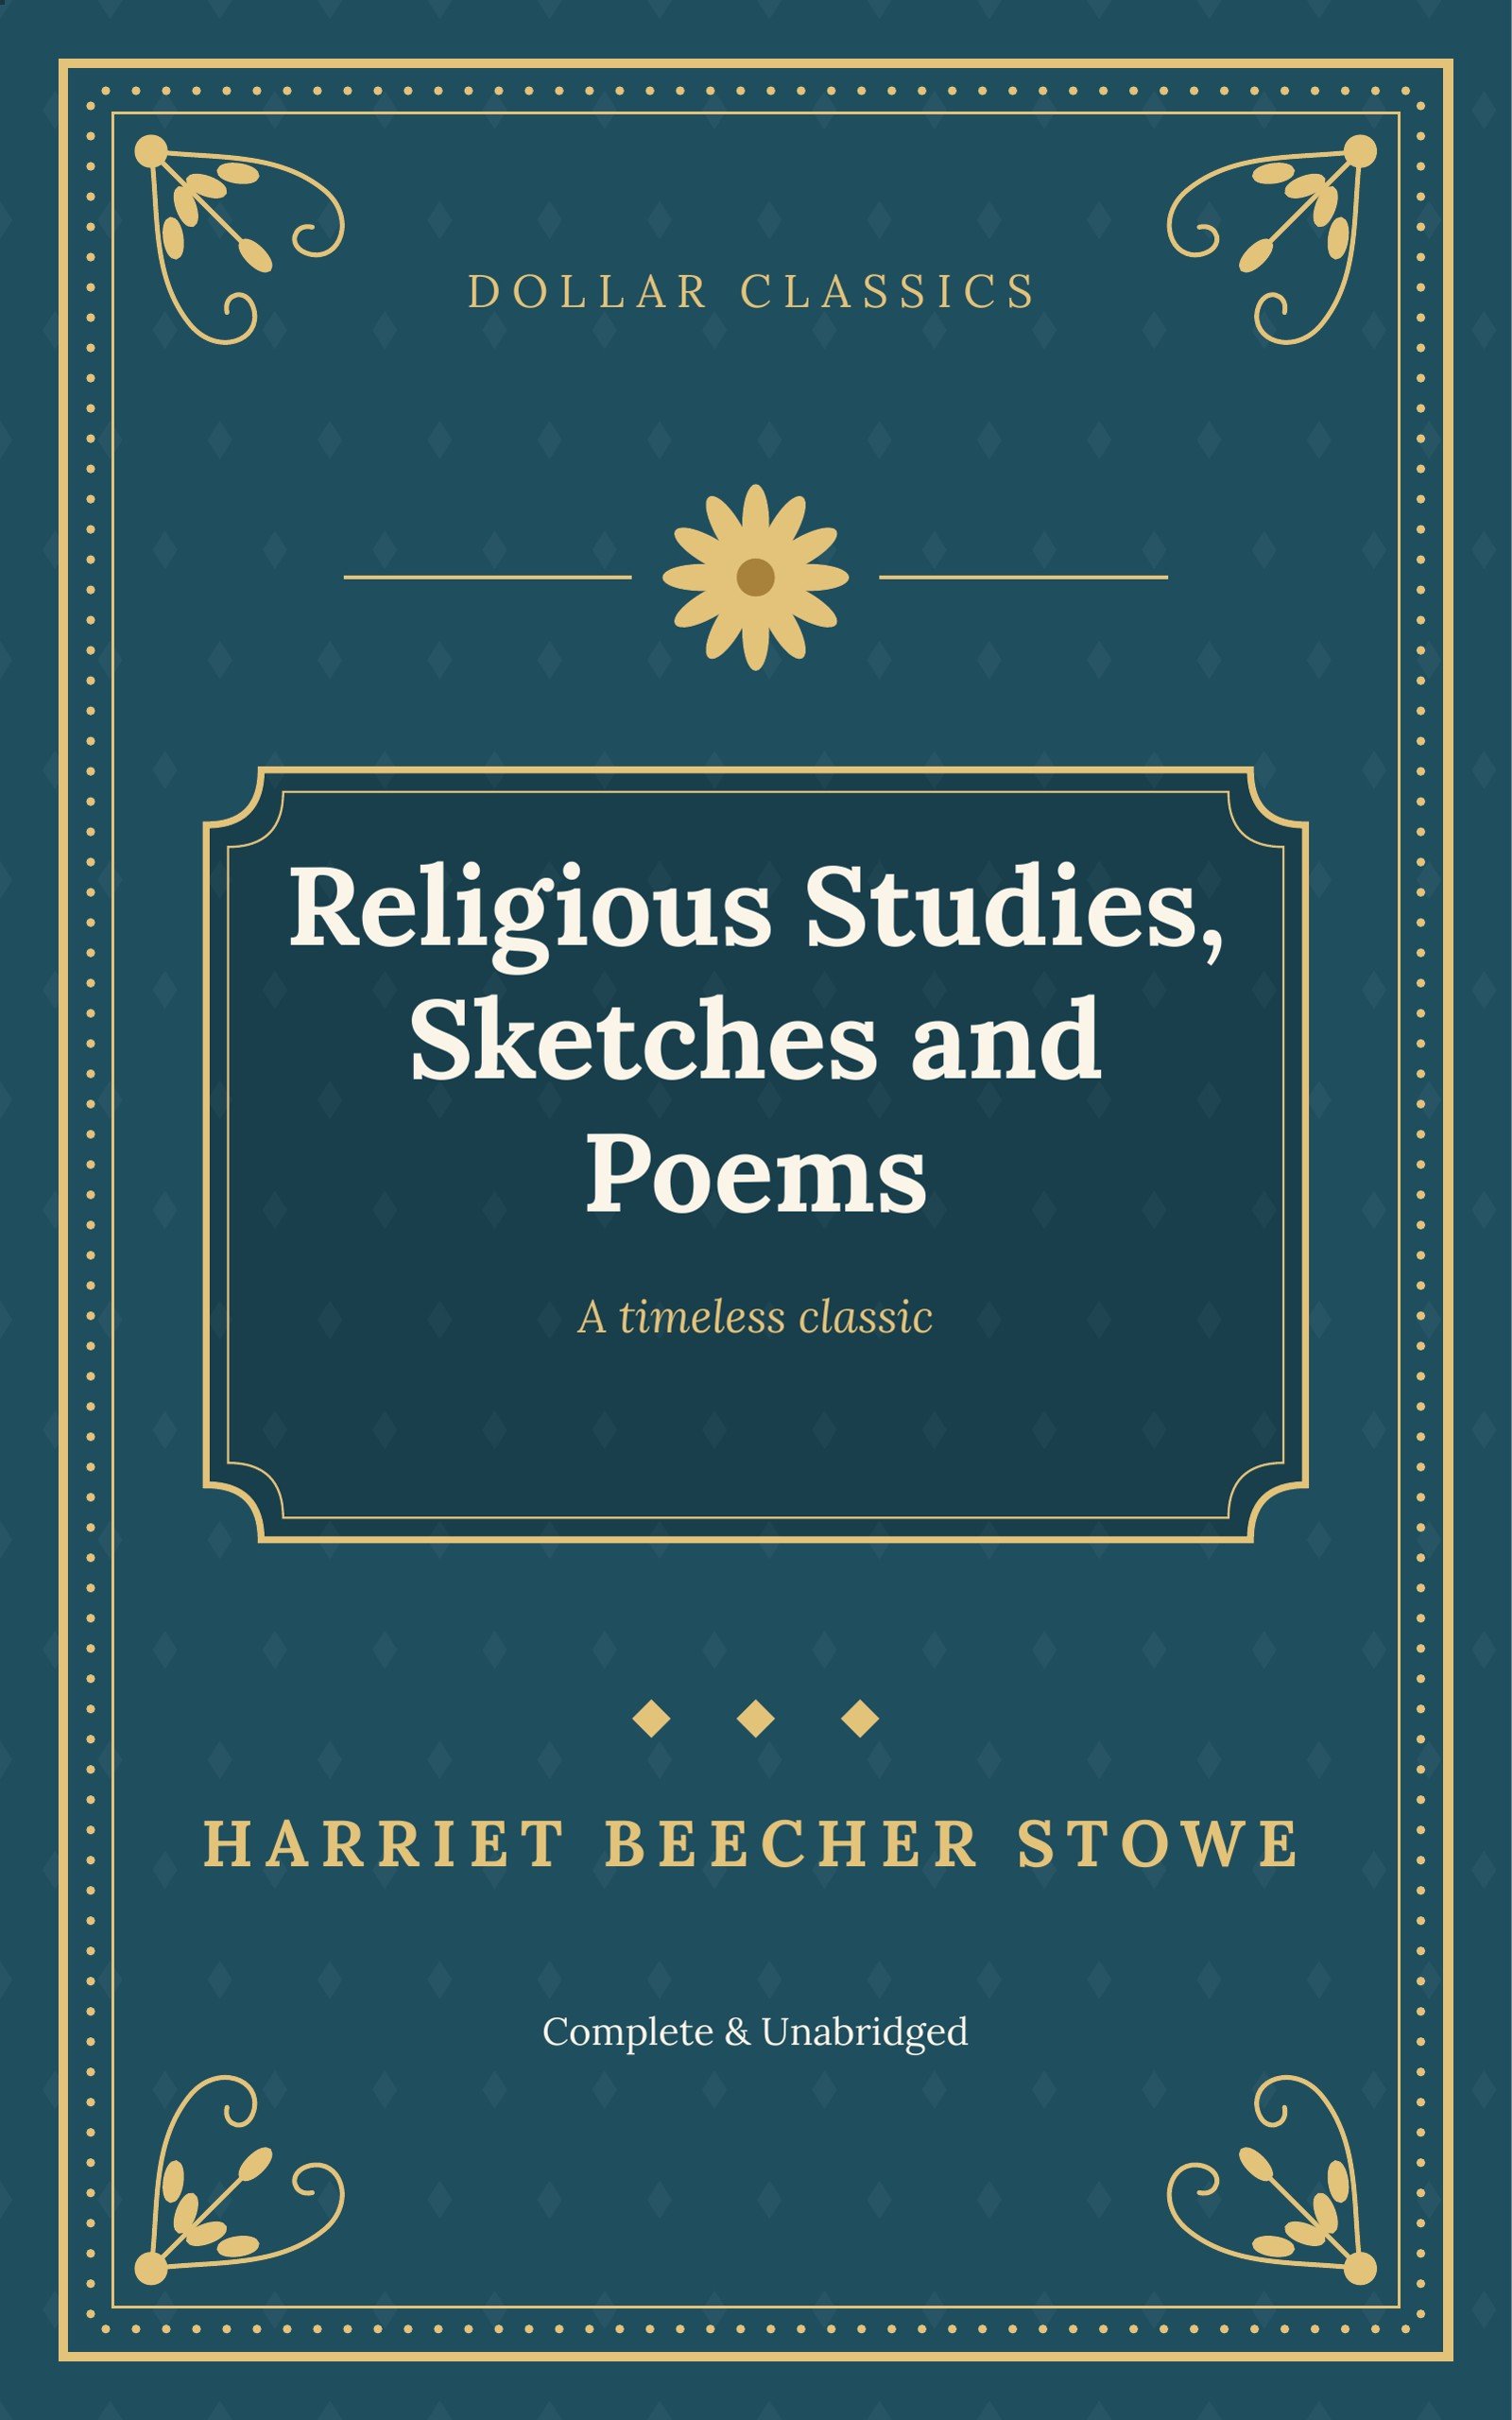 DOLLAR CLASSICS
Religious Studies,
Sketches and
Poems
A timeless classic
HARRIET BEECHER STOWE
Complete & Unabridged